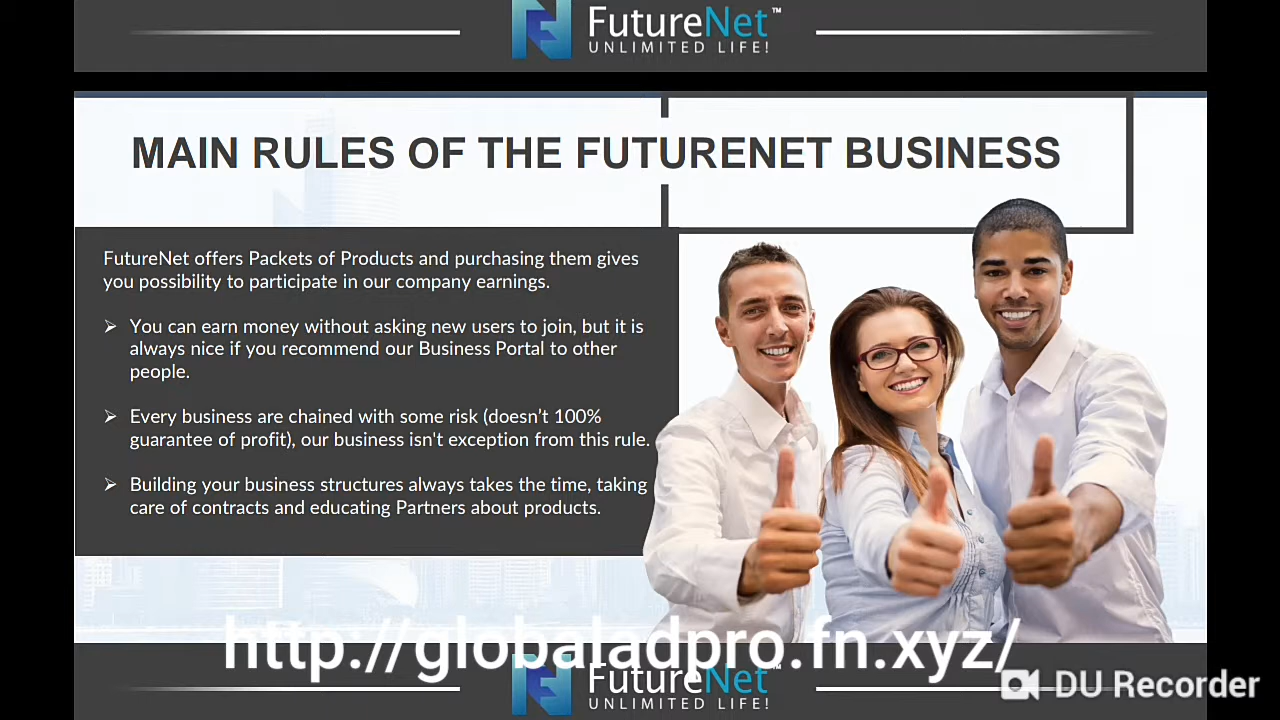 FutureNet™
UNLIMITED LIFE!
MAIN RULES OF THE FUTURENET BUSINESS
FutureNet offers Packets of Products and purchasing them gives
you possibility to participate in our company earnings.
➢ You can earn money without asking new users to join, but it is
always nice if you recommend our Business Portal to other
people.
➢ Every business are chained with some risk (doesn't 100%
guarantee of profit), our business isn't exception from this rule.
➢ Building your business structures always takes the time, taking
care of contracts and educating Partners about products.
http://globaladpro.fn.xyz/
FutureNet
UNLIMITED LIFE!
DU Recorder